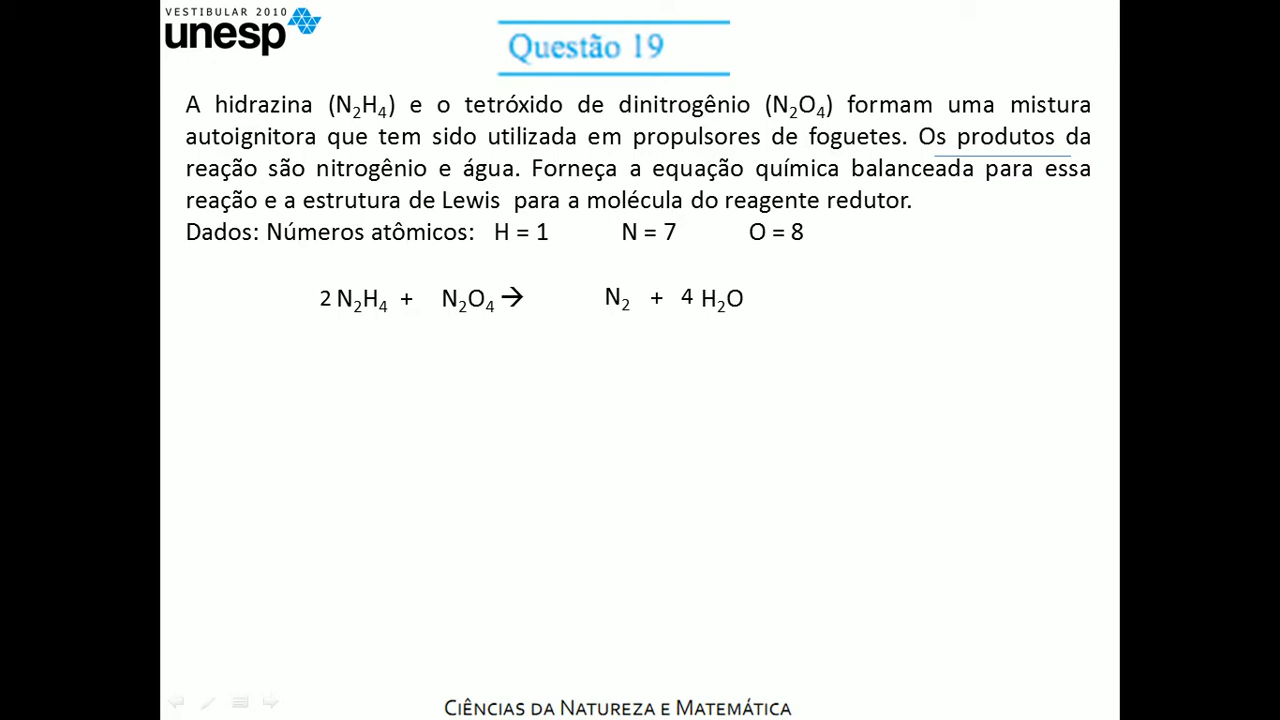 VESTIBULAR 2010
unesp
Questão 19
A hidrazina (N₂H₄) e o tetróxido de dinitrogênio (N₂O₄) formam uma mistura
autoignitora que tem sido utilizada em propulsores de foguetes. Os produtos da
reação são nitrogênio e água. Forneça a equação química balanceada para essa
reação e a estrutura de Lewis para a molécula do reagente redutor.
Dados: Números atômicos: H = 1 N = 7 O = 8
2 N₂H₄ + N₂O₄ → N₂ + 4 H₂O
CIÊNCIAS DA NATUREZA E MATEMÁTICA